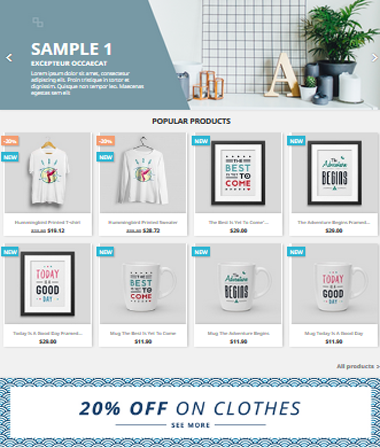 SAMPLE 1
EXCEPTEUR OCCAECAT
Lorem ipsum dolor sit amet, consectetur
adipiscing elit. Proin tristique in tortor et
dignissim. Quisque non tempor leo. Maecenas
egestas sem elit
A
POPULAR PRODUCTS
-20%
NEW
-20%
NEW
NEW
THE
BEST
IS YET TO
COME
NEW
The
Adventure
BEGINS
Hummingbird Printed T-shirt
$19.12
Hummingbird Printed Sweater
$28.72
The Best Is Yet To Come'...
$29.00
The Adventure Begins Framed...
$29.00
NEW
TODAY
IS A
GOOD
DAY
NEW
THE
BEST
IS YET TO
COME
NEW
The
Adventure
BEGINS
NEW
TODAY
IS A
GOOD
DAY
Today Is A Good Day Framed...
$29.00
Mug The Best Is Yet To Come
$11.90
Mug The Adventure Begins
$11.90
Mug Today Is A Good Day
$11.90
All products >
20% OFF ON CLOTHES
SEE MORE